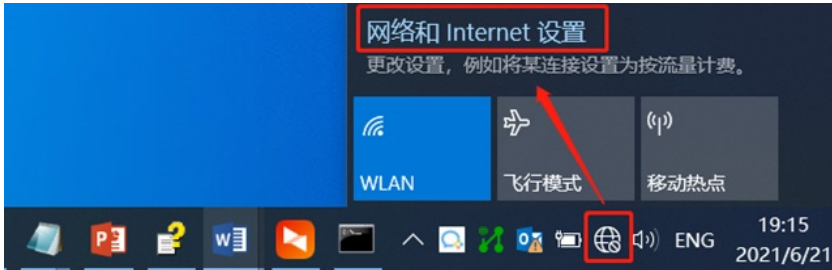 网络和 Internet 设置
更改设置，例如将某连接设置为按流量计费。
WLAN
飞行模式
移动热点
ENG
19:15
2021/6/21